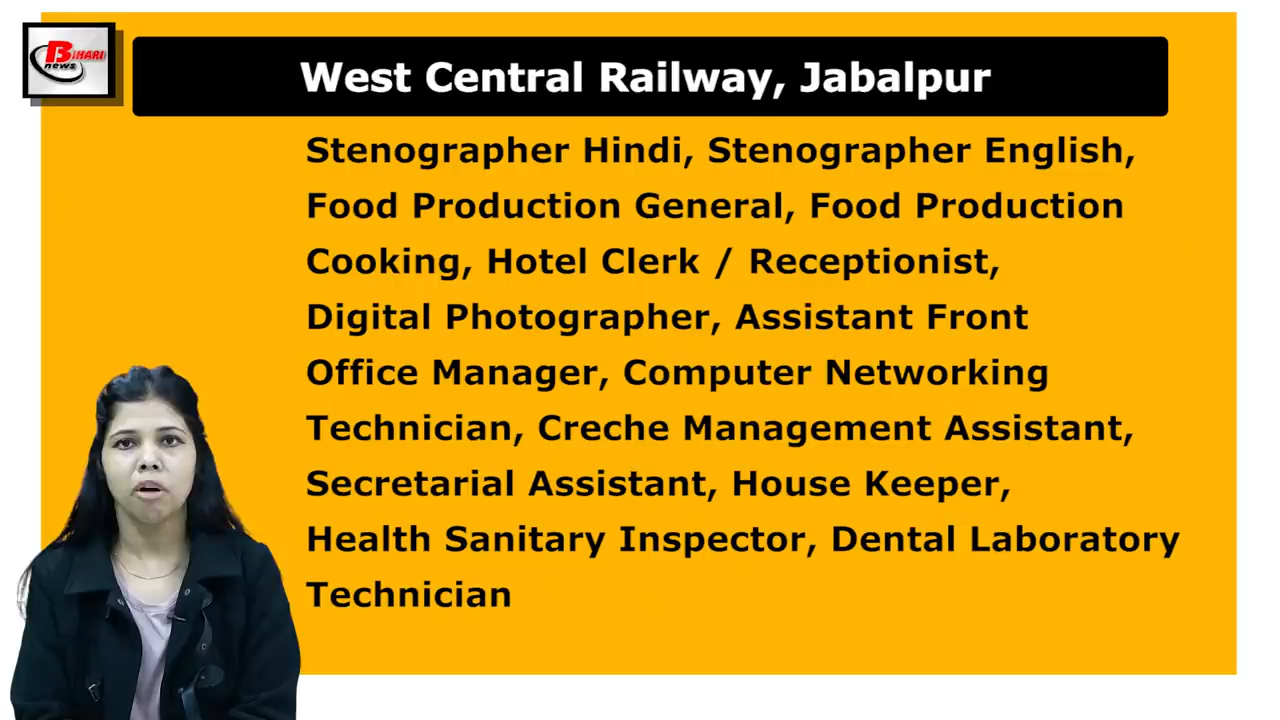 BIHARI
news
West Central Railway, Jabalpur
Stenographer Hindi, Stenographer English,
Food Production General, Food Production
Cooking, Hotel Clerk / Receptionist,
Digital Photographer, Assistant Front
Office Manager, Computer Networking
Technician, Creche Management Assistant,
Secretarial Assistant, House Keeper,
Health Sanitary Inspector, Dental Laboratory
Technician